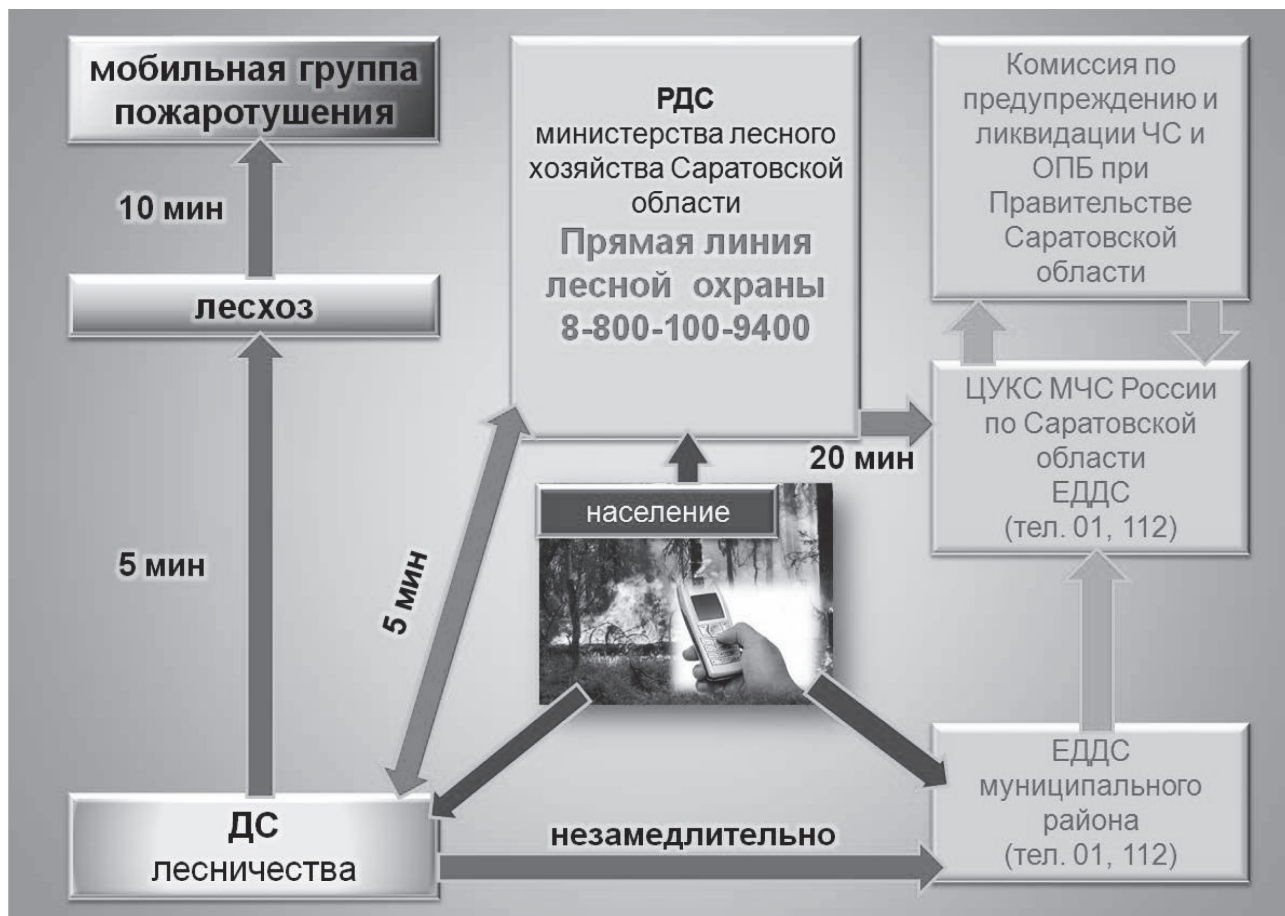 мобильная группа
пожаротушения
10 мин
лесхоз
5 мин
ДС
лесничества
РДС
министерства лесного
хозяйства Саратовской
области
Прямая линия
лесной охраны
8-800-100-9400
5 мин
население
20 мин
незамедлительно
Комиссия по
предупреждению и
ликвидации ЧС и
ОПБ при
Правительстве
Саратовской
области
ЦУКС МЧС России
по Саратовской
области
ЕДДС
(тел. 01, 112)
ЕДДС
муниципального
района
(тел. 01, 112)